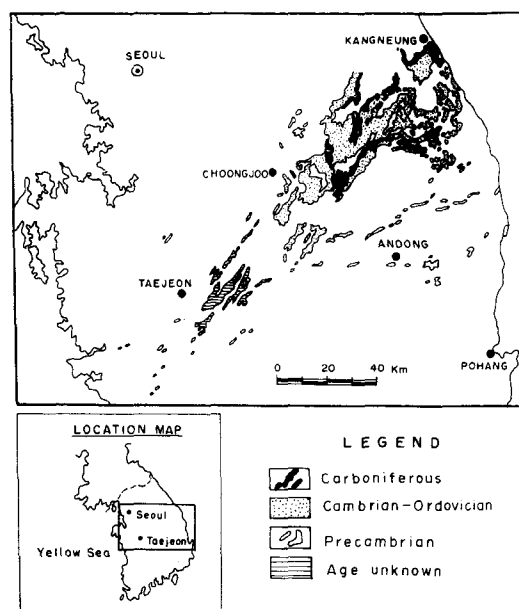 KANGNEUNG
SEOUL
CHOONGJOO
ANDONG
TAEJEON
POHANG
0 20 40 Km
LOCATION MAP
Seoul
Taejeon
Yellow Sea
LEGEND
Carboniferous
Cambrian-Ordovician
Precambrian
Age unknown